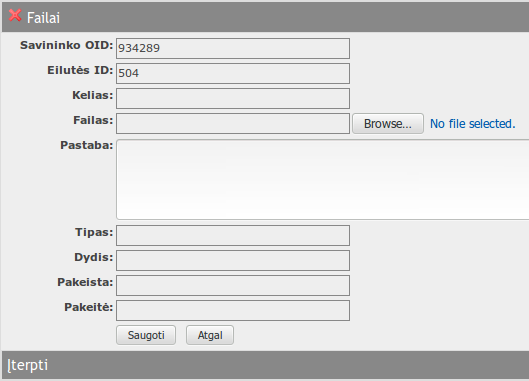 Failai
Savininko OID: 934289
Eilutės ID: 504
Kelias:
Failas: Browse... No file selected.
Pastaba:
Tipas:
Dydis:
Pakeista:
Pakeitė:
Saugoti Atgal
Įterpti